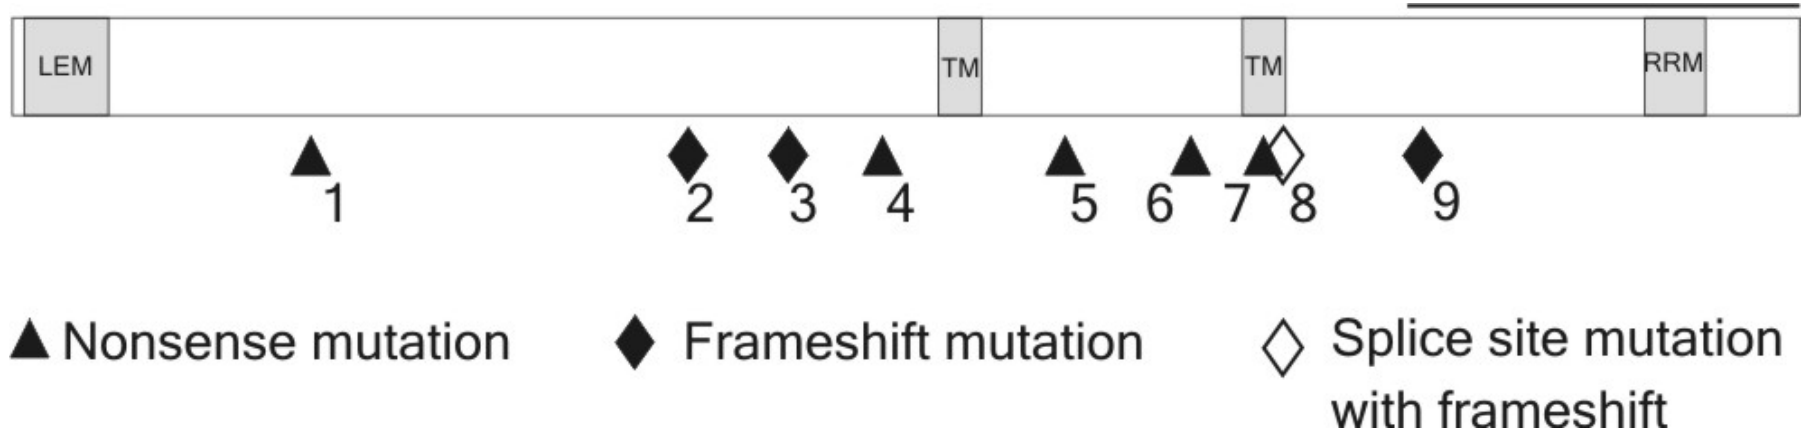 LEM TM TM RRM
1 2 3 4 5 6 7 8 9
Nonsense mutation Frameshift mutation Splice site mutation
with frameshift